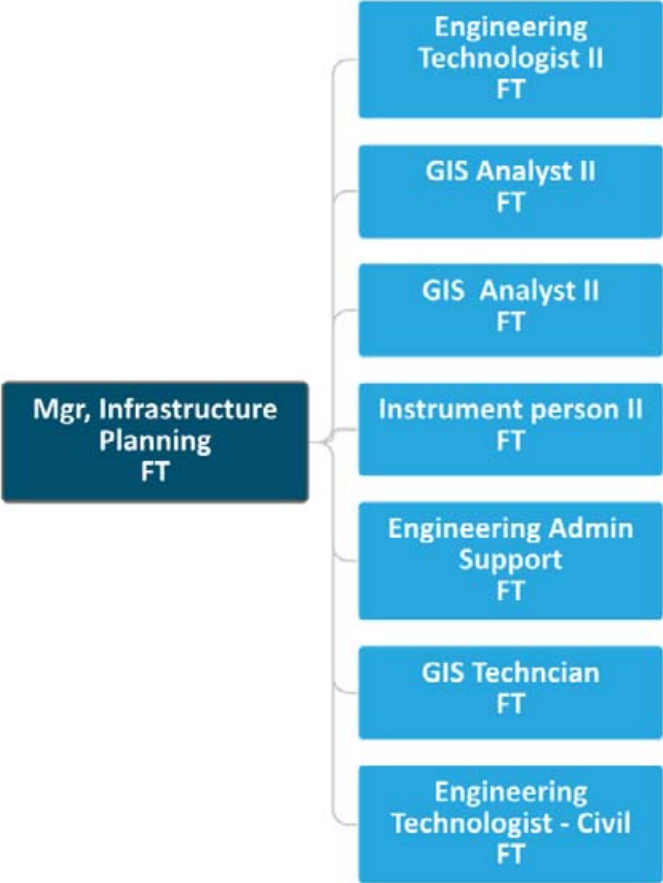 Engineering
Technologist II
FT
GIS Analyst II
FT
GIS Analyst II
FT
Mgr, Infrastructure
Planning
FT
Instrument person II
FT
Engineering Admin
Support
FT
GIS Techncian
FT
Engineering
Technologist - Civil
FT